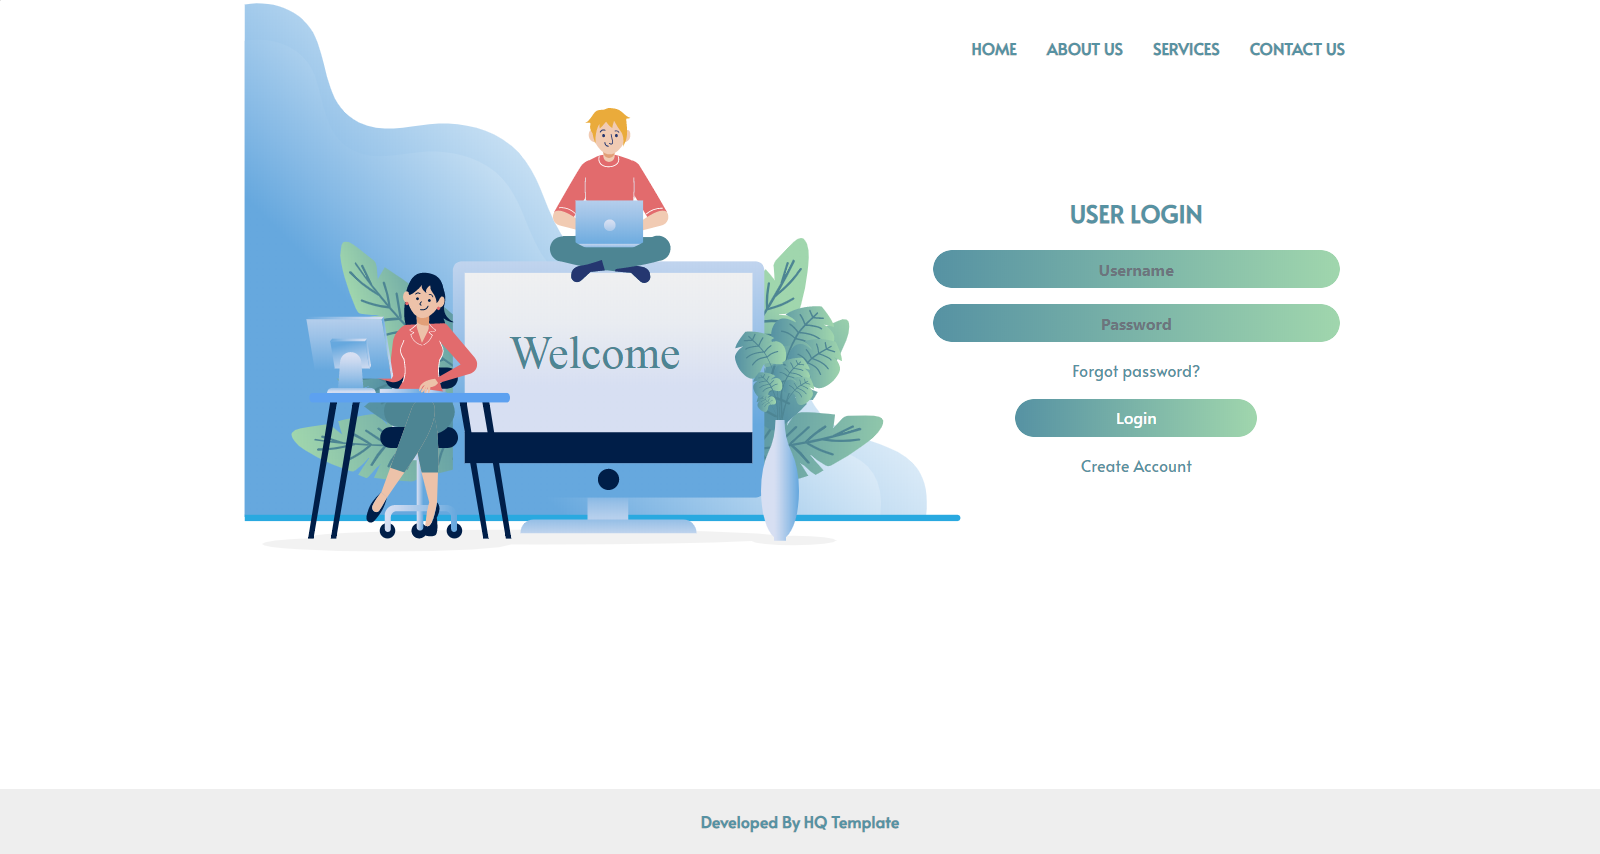 HOME ABOUT US SERVICES CONTACT US
USER LOGIN
Username
Password
Forgot password?
Login
Create Account
Welcome
Developed By HQ Template